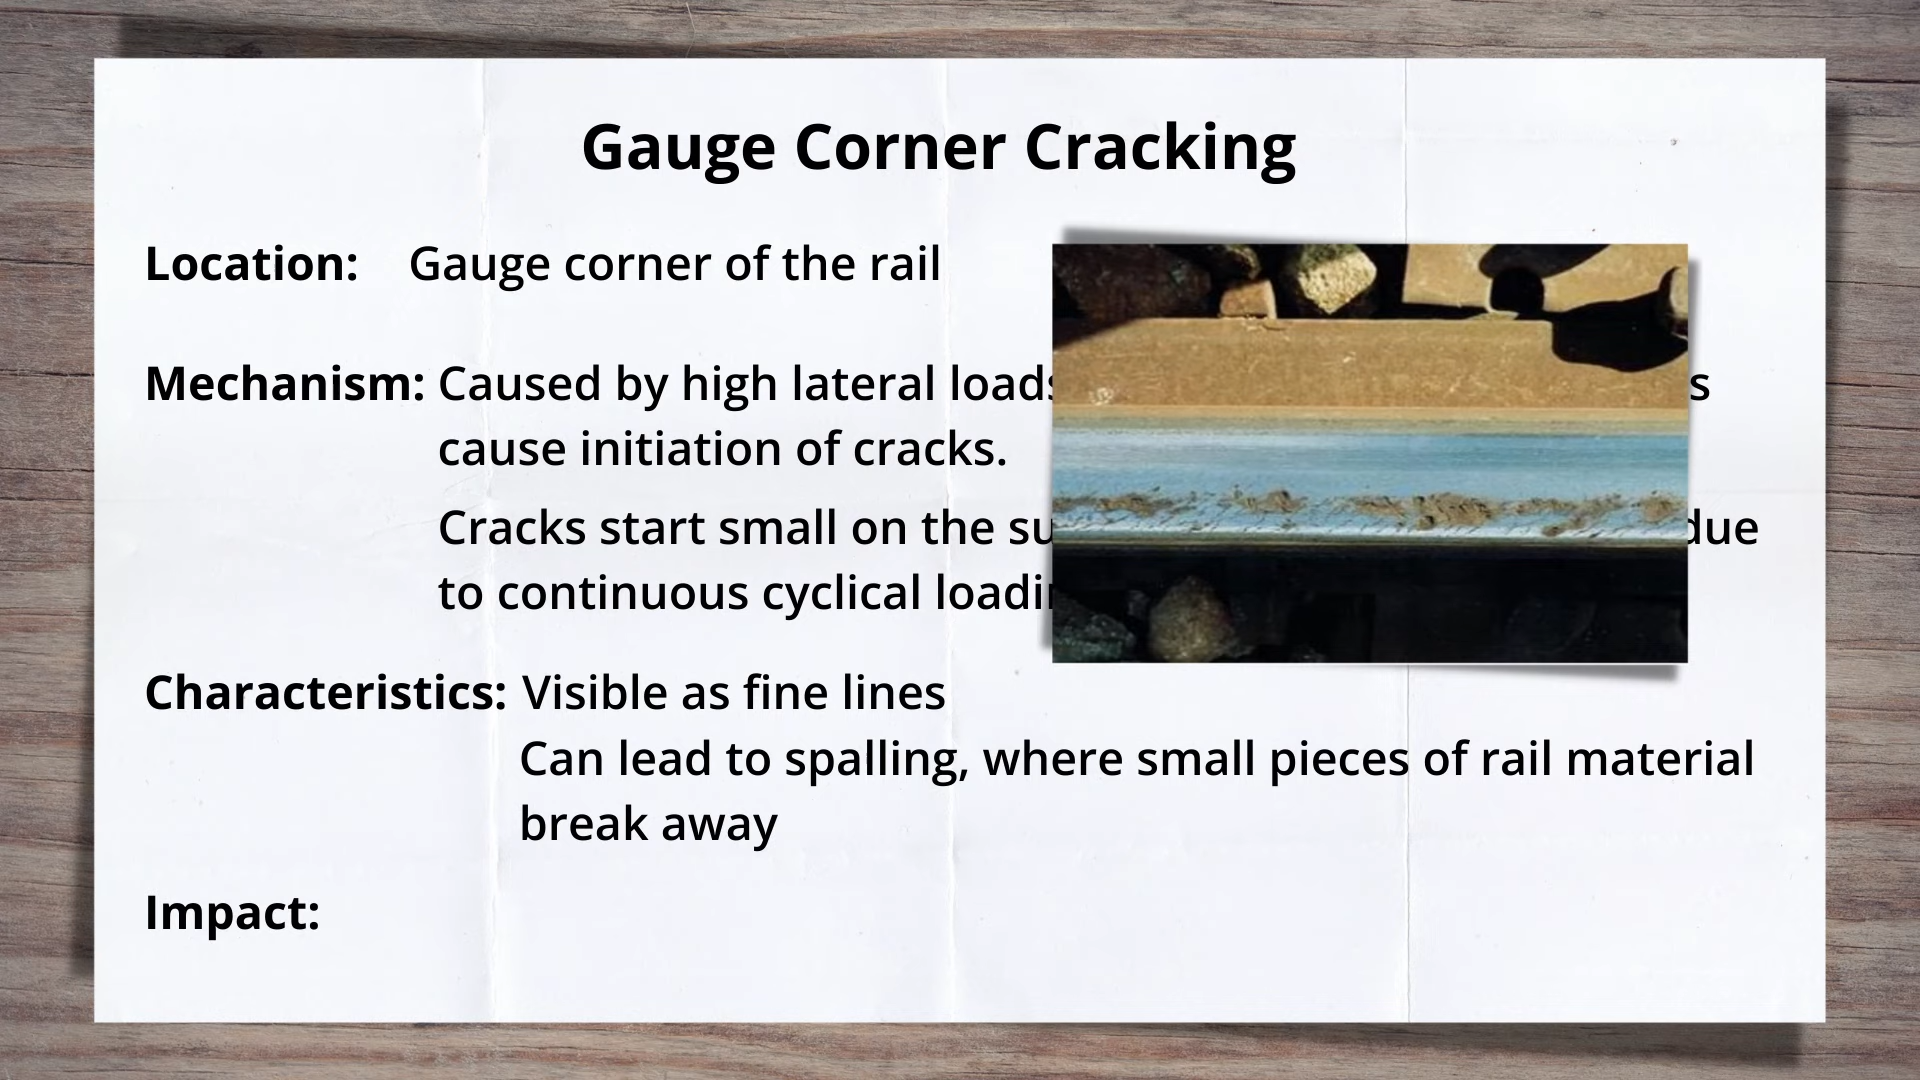 Gauge Corner Cracking
Location: Gauge corner of the rail
Mechanism: Caused by high lateral loads
cause initiation of cracks.
Cracks start small on the due
to continuous cyclical
Characteristics: Visible as fine lines
Can lead to spalling, where small pieces of rail material
break away
Impact: